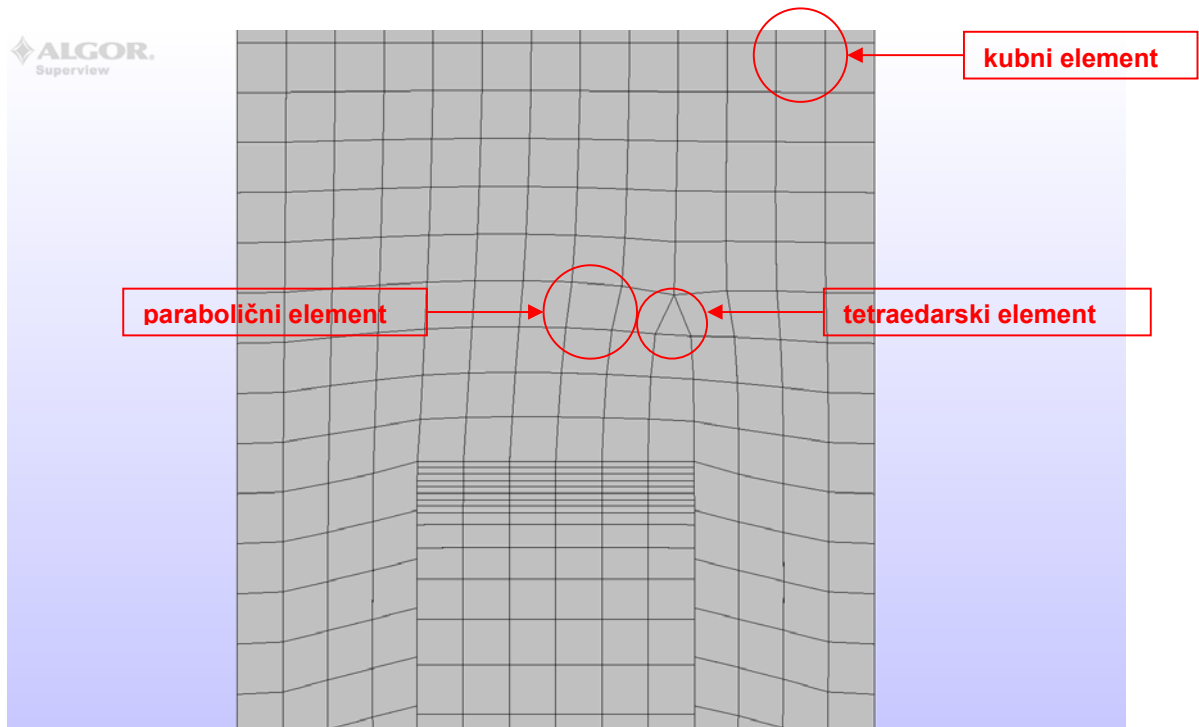 ALGOR.
Superview
kubni element
parabolični element
tetraedarski element